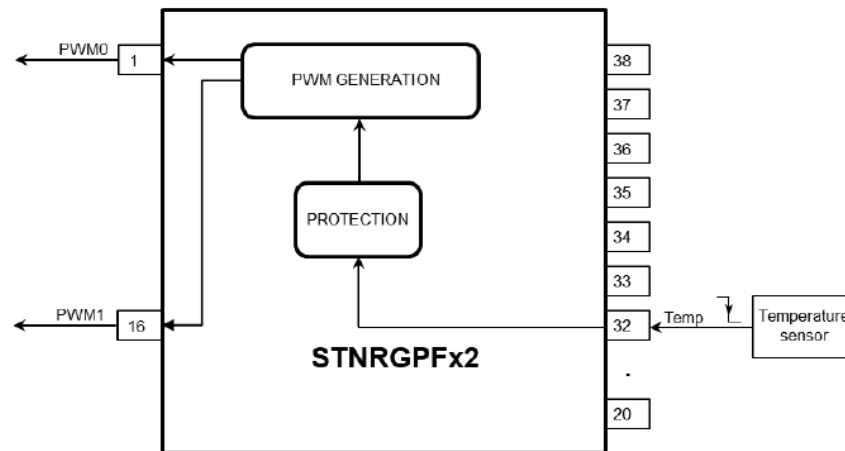 PWM0
1
PWM GENERATION
38
37
36
35
PROTECTION
34
33
PWM1
16
32
Temp
Temperature
sensor
STNRGPFx2
.
20